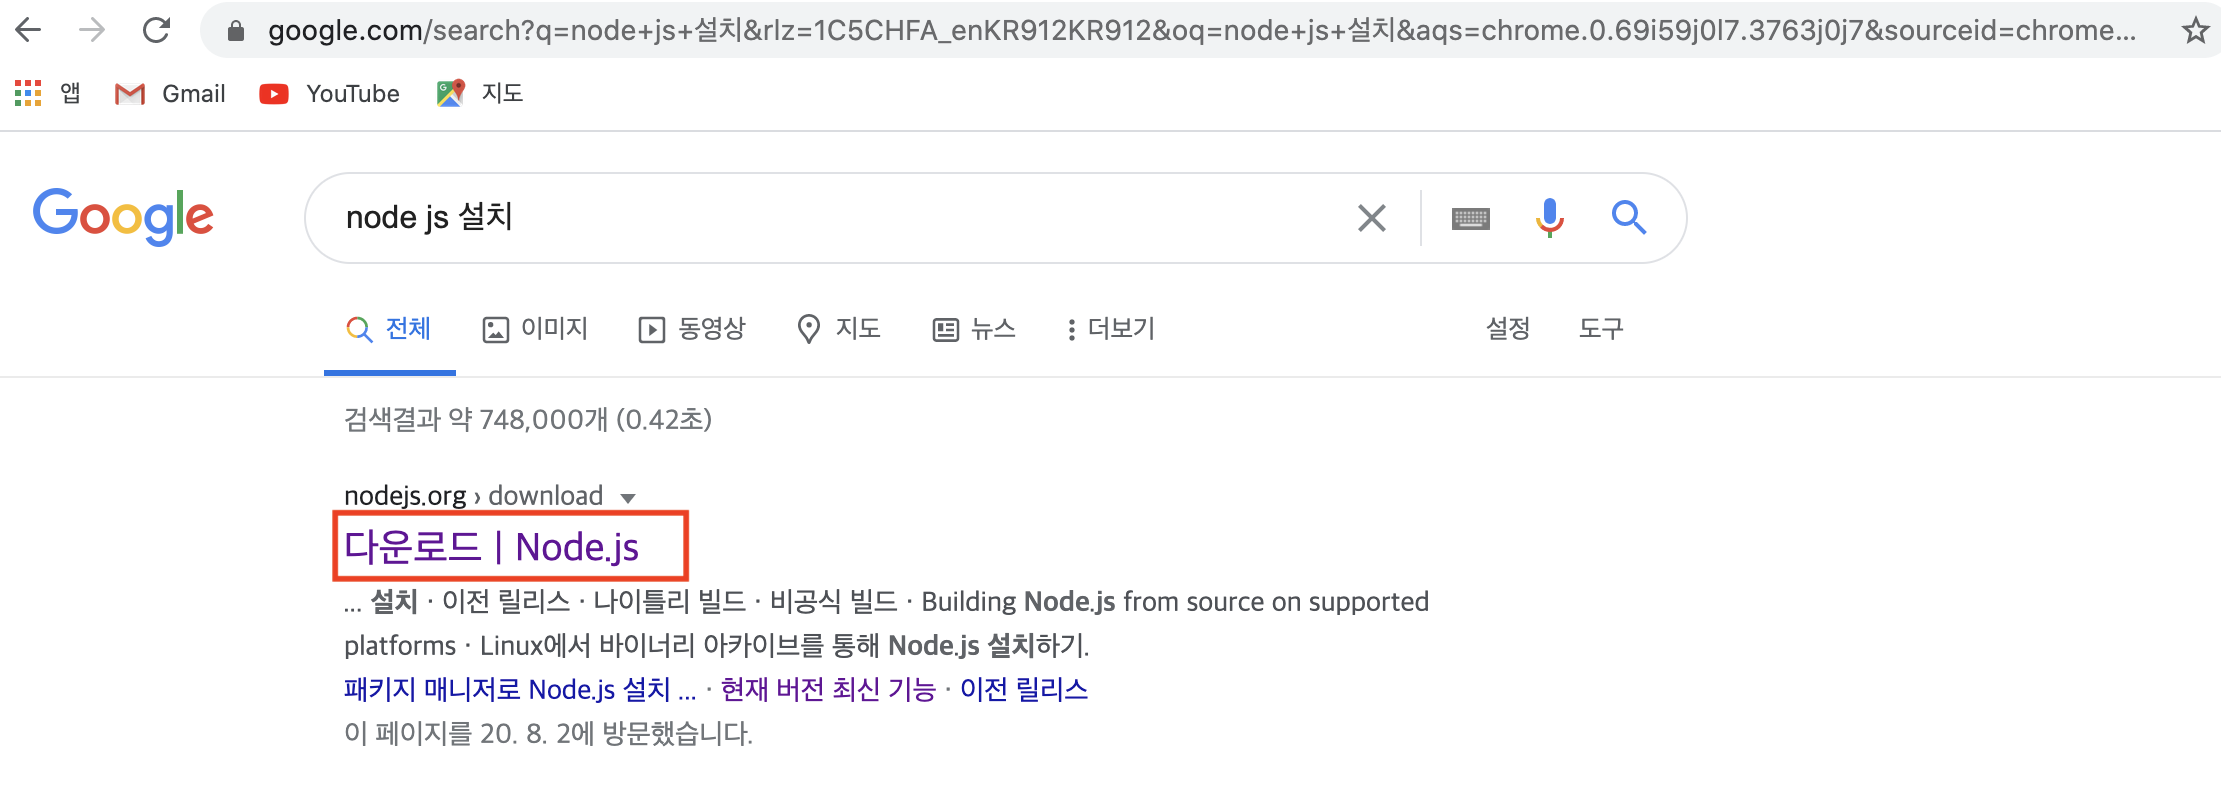 google.com/search?q=node+js+설치&rlz=1C5CHFA_enKR912KR912&oq=node+js+설치&aqs=chrome.0.69i59j0l7.3763j0j7&sourceid=chrome...
앱 Gmail YouTube 지도
Google node js 설치
전체 이미지 동영상 지도 뉴스 더보기 설정 도구
검색결과 약 748,000개 (0.42초)
nodejs.org › download
다운로드 | Node.js
... 설치 · 이전 릴리스 · 나이틀리 빌드 · 비공식 빌드 · Building Node.js from source on supported
platforms · Linux에서 바이너리 아카이브를 통해 Node.js 설치하기.
패키지 매니저로 Node.js 설치 ... · 현재 버전 최신 기능 · 이전 릴리스
이 페이지를 20. 8. 2에 방문했습니다.